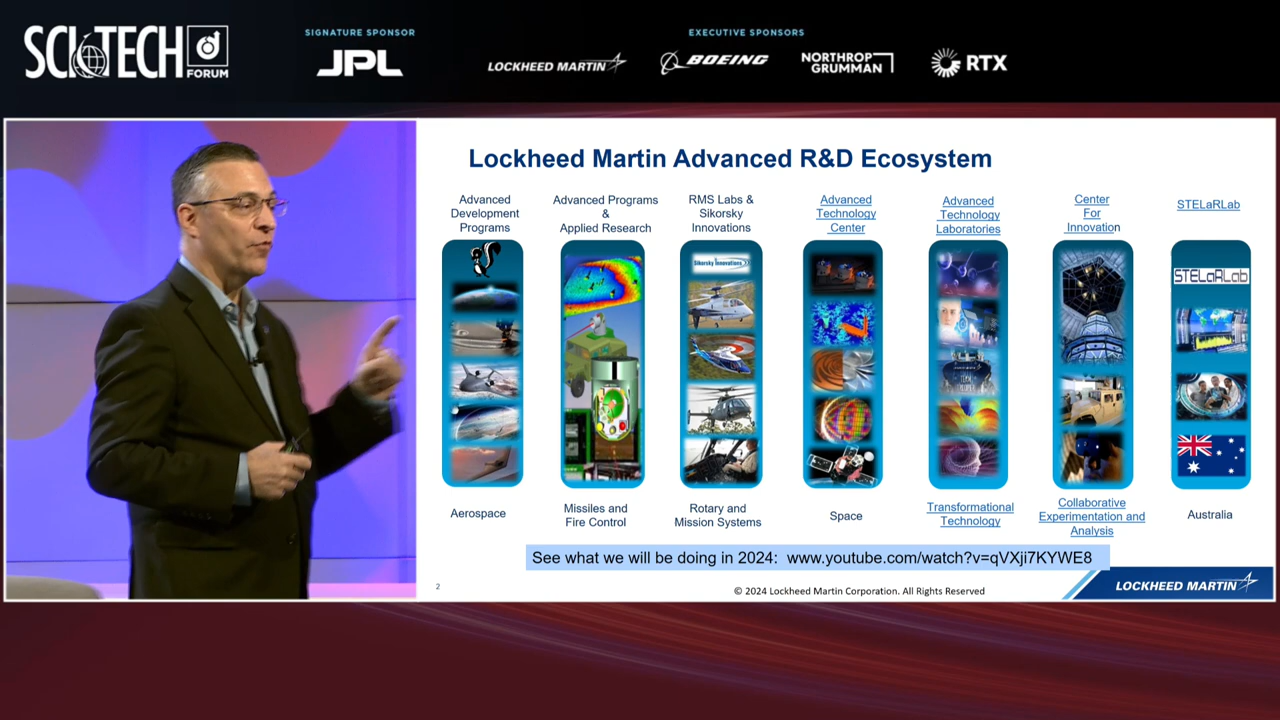 SCITECH
FORUM
SIGNATURE SPONSOR
JPL
EXECUTIVE SPONSORS
LOCKHEED MARTIN
BOEING
NORTHROP
GRUMMAN
RTX
Lockheed Martin Advanced R&D Ecosystem
Advanced
Development
Programs
Advanced Programs
&
Applied Research
RMS Labs &
Sikorsky
Innovations
Advanced
Technology
Center
Advanced
Technology
Laboratories
Center
For
Innovation
STELaRLab
Sikorsky Innovations
STELaRLab
Aerospace
Missiles and
Fire Control
Rotary and
Mission Systems
Space
Transformational
Technology
Collaborative
Experimentation and
Analysis
Australia
See what we will be doing in 2024: www.youtube.com/watch?v=qVXji7KYWE8
2
© 2024 Lockheed Martin Corporation. All Rights Reserved
LOCKHEED MARTIN